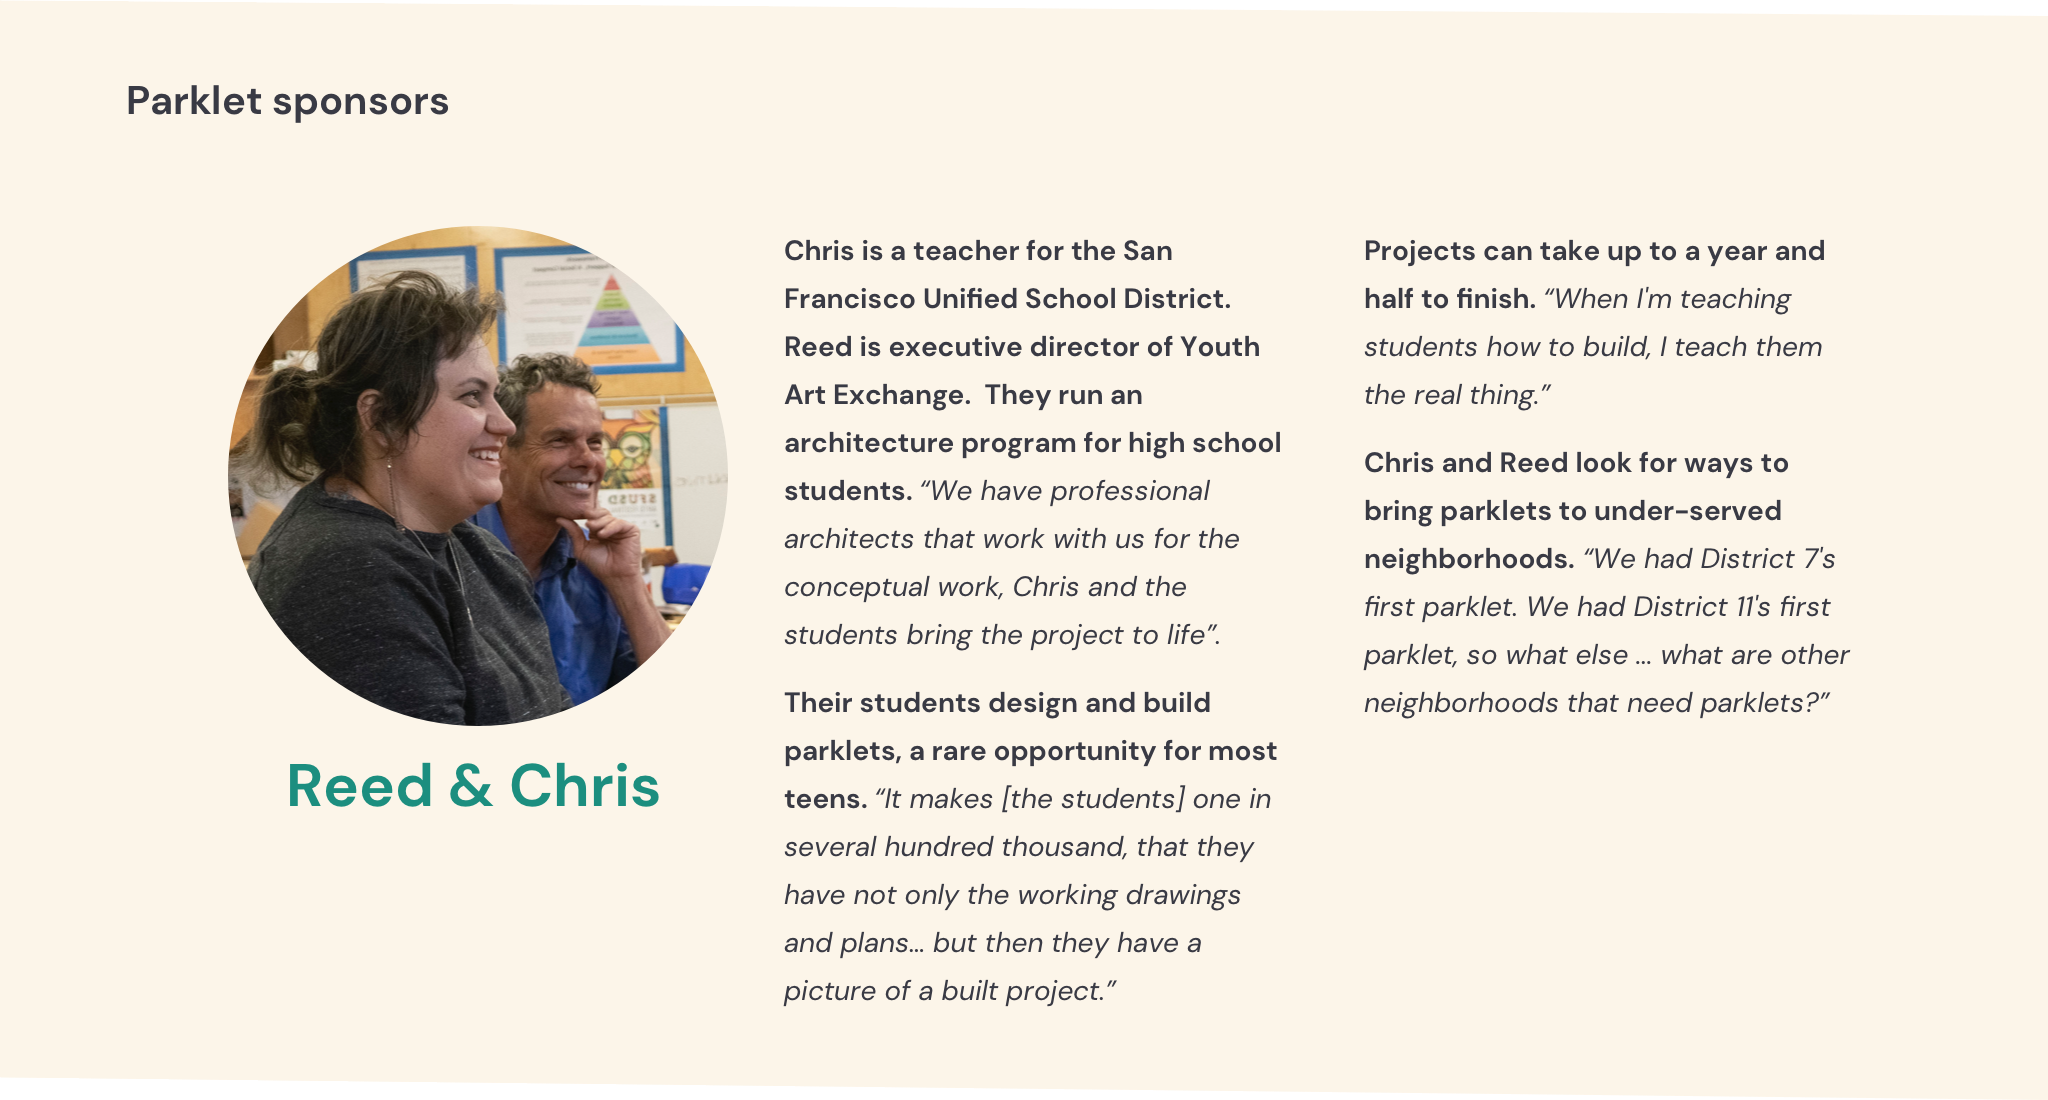 Parklet sponsors
Reed & Chris
Chris is a teacher for the San
Francisco Unified School District.
Reed is executive director of Youth
Art Exchange.  They run an
architecture program for high school
students. “We have professional
architects that work with us for the
conceptual work, Chris and the
students bring the project to life”.
Their students design and build
parklets, a rare opportunity for most
teens. “It makes [the students] one in
several hundred thousand, that they
have not only the working drawings
and plans... but then they have a
picture of a built project.”
Projects can take up to a year and
half to finish. “When I'm teaching
students how to build, I teach them
the real thing.”
Chris and Reed look for ways to
bring parklets to under-served
neighborhoods. “We had District 7's
first parklet. We had District 11's first
parklet, so what else ... what are other
neighborhoods that need parklets?”
SFUSD